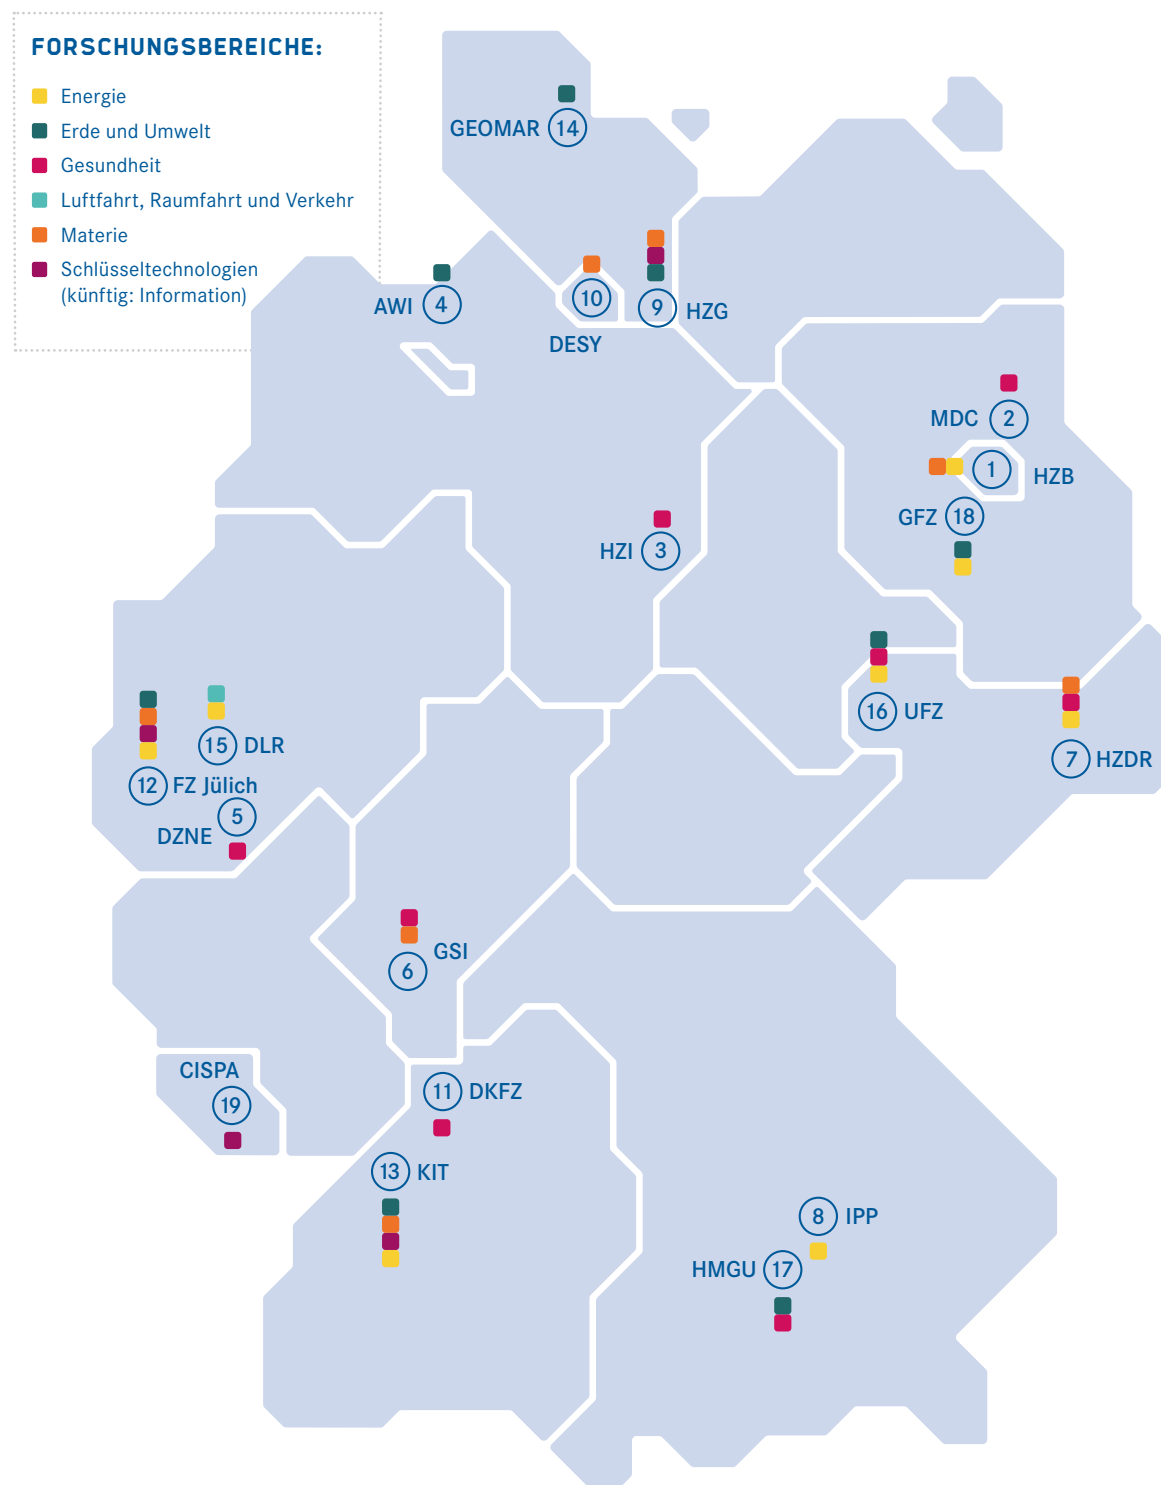 FORSCHUNGSBEREICHE:
Energie
Erde und Umwelt
Gesundheit
Luftfahrt, Raumfahrt und Verkehr
Materie
Schlüsseltechnologien
(künftig: Information)
GEOMAR 14
AWI 4
10
DESY
9 HZG
MDC 2
1 HZB
GFZ 18
HZI 3
16 UFZ
7 HZDR
15 DLR
12 FZ Jülich
5
DZNE
GSI
6
CISPA
19
11 DKFZ
13 KIT
8 IPP
HMGU 17